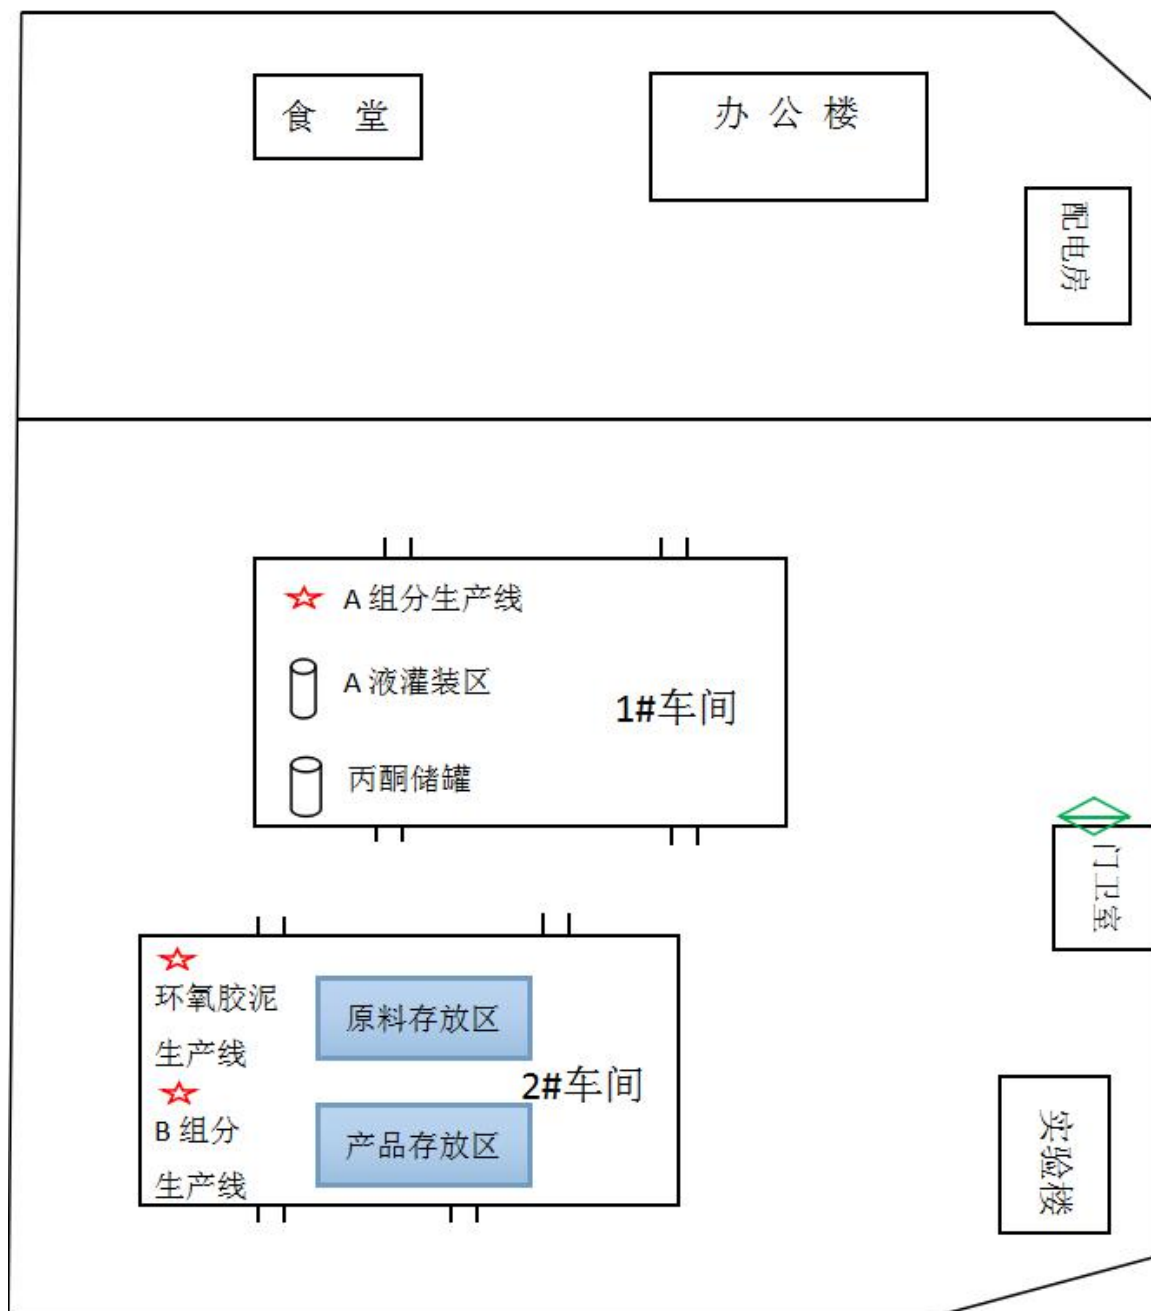 食 堂
办 公 楼
配电房
A 组分生产线
A 液灌装区
1#车间
丙酮储罐
门卫室
环氧胶泥
生产线
原料存放区
2#车间
B 组分
生产线
产品存放区
实验楼